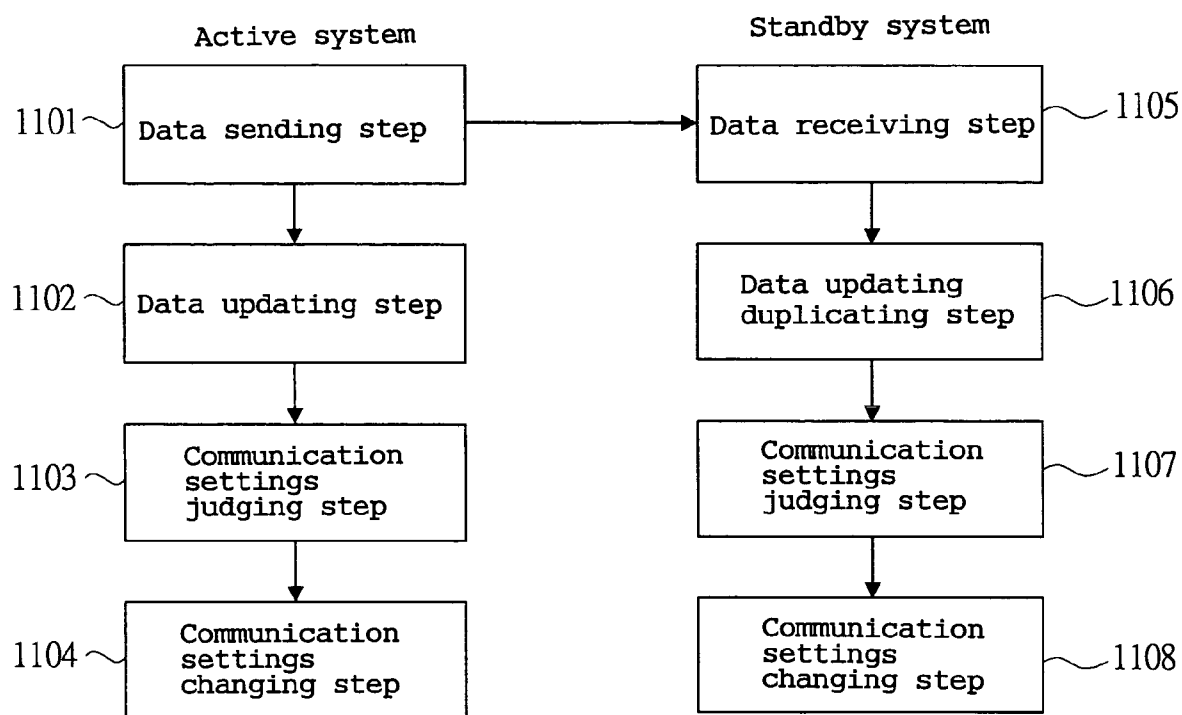 Active system
Standby system
1101
Data sending step
Data receiving step
1105
1102
Data updating step
Data updating
duplicating step
1106
1103
Communication
settings
judging step
Communication
settings
judging step
1107
1104
Communication
settings
changing step
Communication
settings
changing step
1108